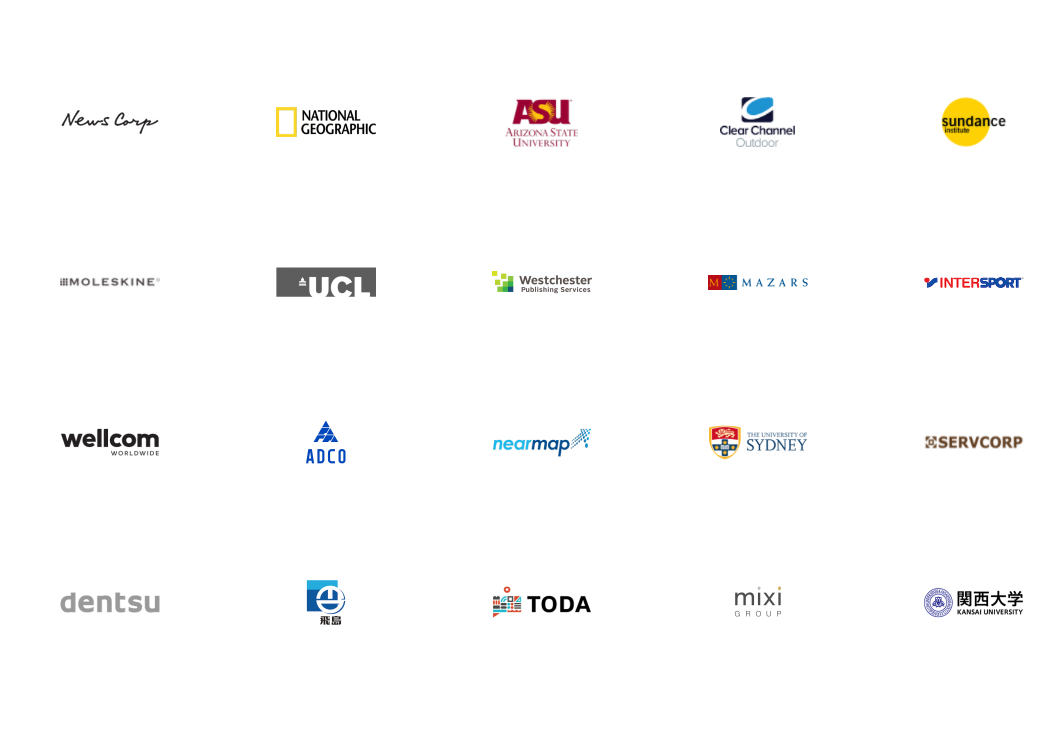 News Corp
NATIONAL
GEOGRAPHIC
ASU
ARIZONA STATE
UNIVERSITY
Clear Channel
Outdoor
sundance
institute
MOLESKINE®
UCL
Westchester
Publishing Services
M MAZARS
INTERSPORT
wellcom
WORLDWIDE
ADCO
nearmap
THE UNIVERSITY OF
SYDNEY
SERVCORP
dentsu
飛島
TODA
mixi
GROUP
関西大学
KANSAI UNIVERSITY